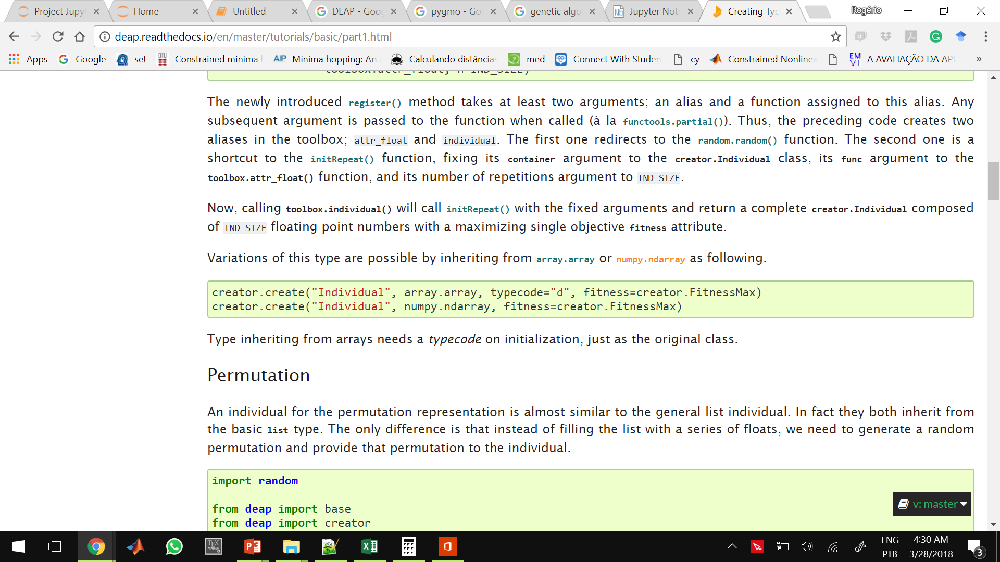 Project Jupy
Home
Untitled
DEAP - Goo
pygmo - Go
genetic algo
Jupyter Not
Creating Typ
Rogério
deap.readthedocs.io/en/master/tutorials/basic/part1.html
Apps
Google
set
Constrained minima
AIP
Minima hopping: An
Calculando distâncias
med
Connect With Studen
cy
Constrained Nonlinea
A AVALIAÇÃO DA APR
»
toolbox.attr_float, n=IND_SIZE)
The newly introduced register() method takes at least two arguments; an alias and a function assigned to this alias. Any
subsequent argument is passed to the function when called (à la functools.partial()). Thus, the preceding code creates two
aliases in the toolbox; attr_float and individual. The first one redirects to the random.random() function. The second one is a
shortcut to the initRepeat() function, fixing its container argument to the creator.Individual class, its func argument to the
toolbox.attr_float() function, and its number of repetitions argument to IND_SIZE.
Now, calling toolbox.individual() will call initRepeat() with the fixed arguments and return a complete creator.Individual composed
of IND_SIZE floating point numbers with a maximizing single objective fitness attribute.
Variations of this type are possible by inheriting from array.array or numpy.ndarray as following.
creator.create("Individual", array.array, typecode="d", fitness=creator.FitnessMax)
creator.create("Individual", numpy.ndarray, fitness=creator.FitnessMax)
Type inheriting from arrays needs a typecode on initialization, just as the original class.
Permutation
An individual for the permutation representation is almost similar to the general list individual. In fact they both inherit from
the basic list type. The only difference is that instead of filling the list with a series of floats, we need to generate a random
permutation and provide that permutation to the individual.
import random
from deap import base
from deap import creator
v: master
ENG
PTB
4:30 AM
3/28/2018
3